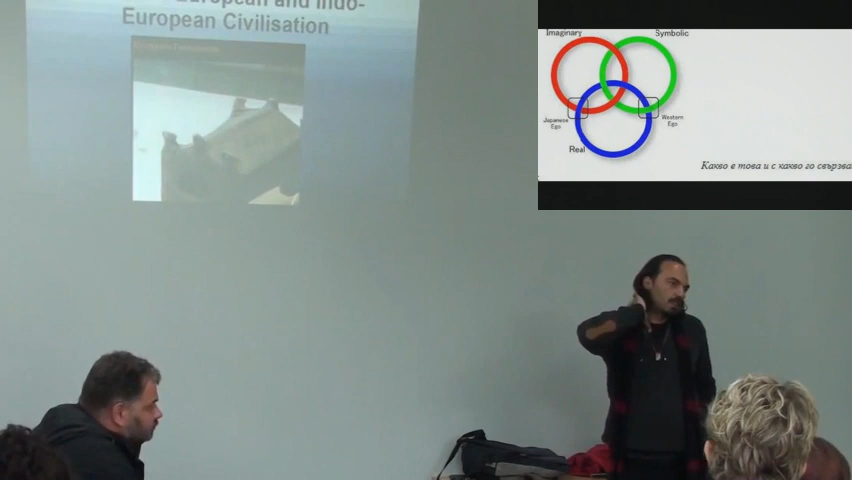 European and Indo-
European Civilisation
Imaginary
Symbolic
Japanese
Ego
Western
Ego
Real
Какво е това и с какво го свързва